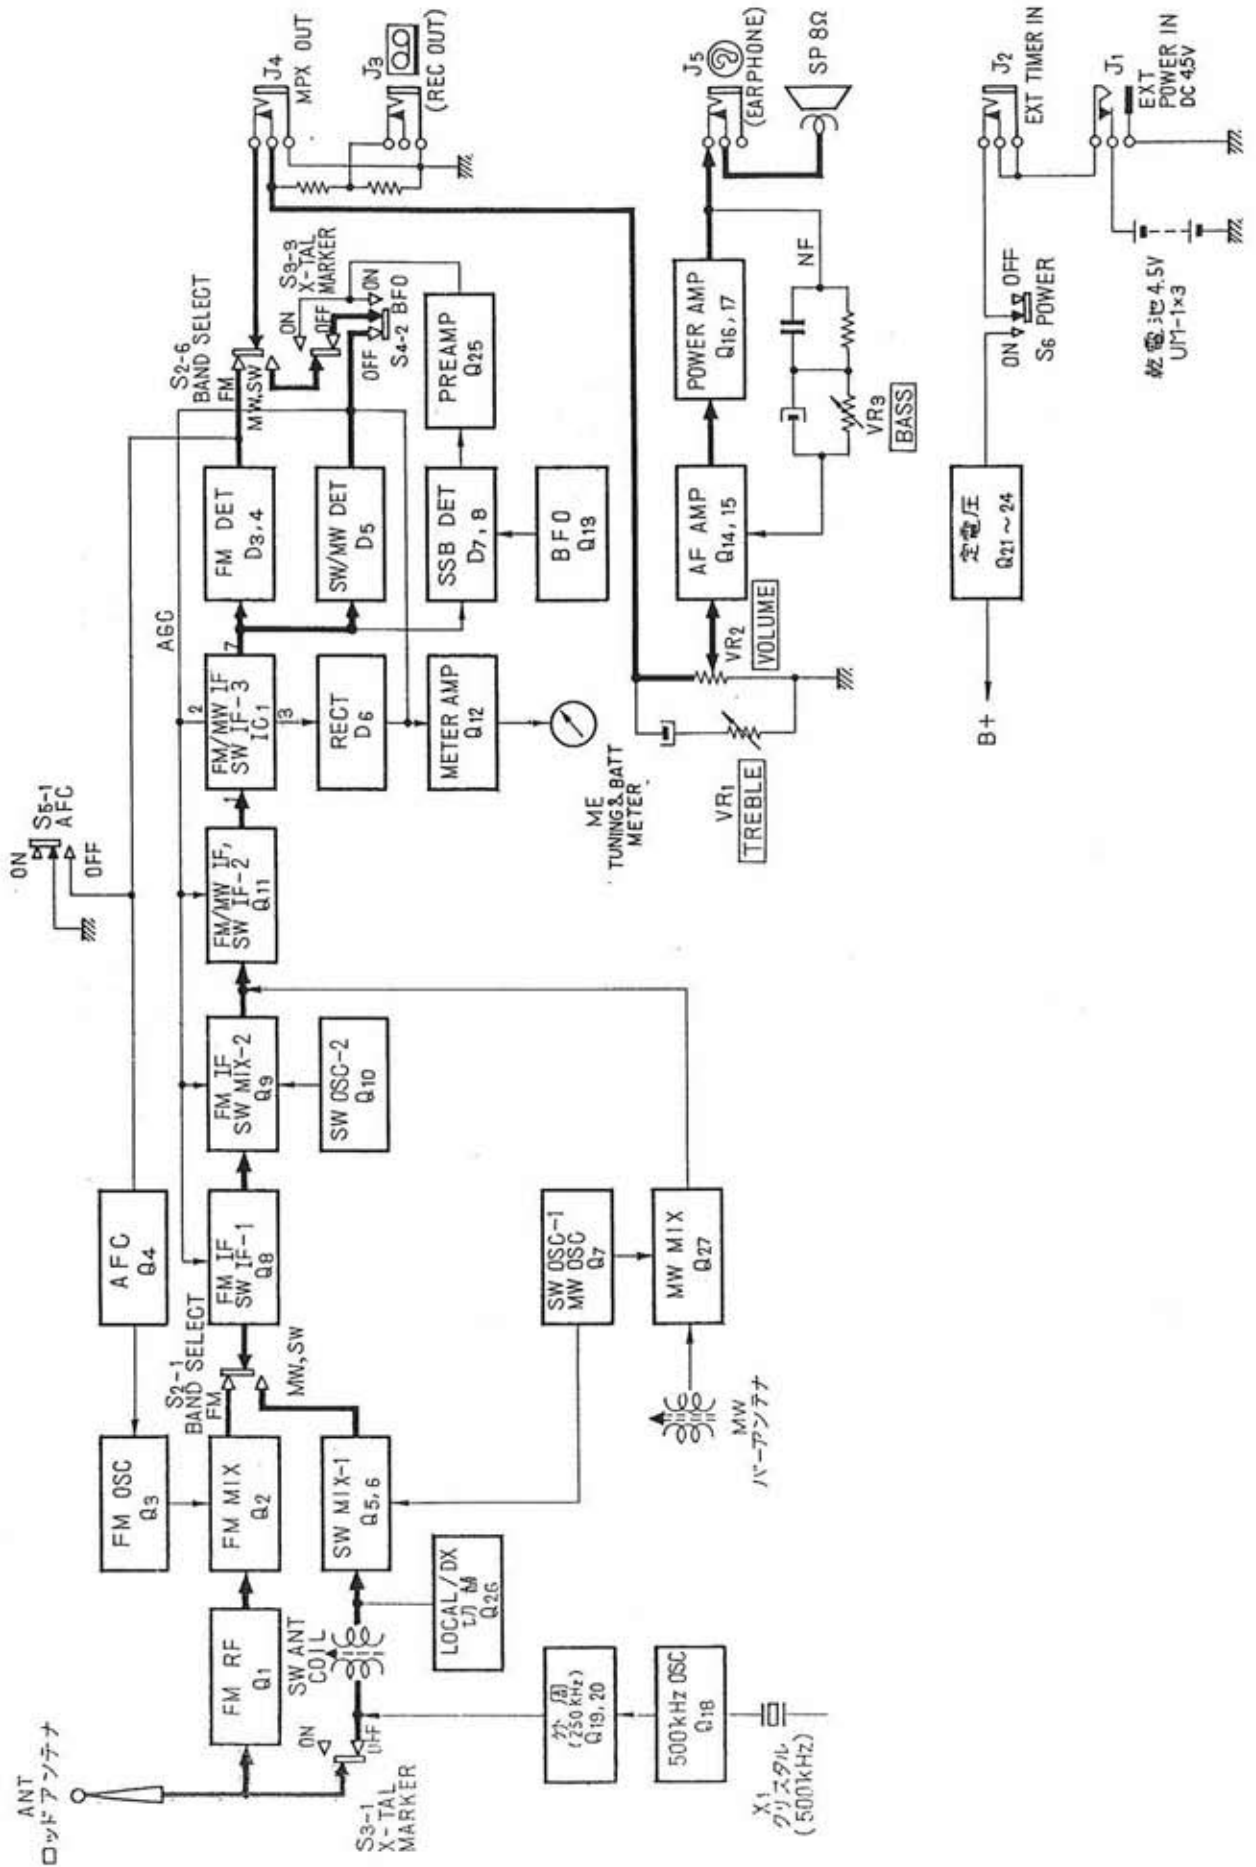 ANT
ロッドアンテナ
FM RF
Q1
FM MIX
Q2
FM OSC
Q3
AFC
Q4
S2-1
BAND SELECT
FM
MW,SW
S3-1
X-TAL
MARKER
ON
OFF
SW ANT
COIL
SW MIX-1
Q5,6
LOCAL/DX
切替
Q26
分周
(250kHz)
Q19,20
500kHz OSC
Q18
X1
クリスタル
(500kHz)
FM IF
SW IF-1
Q8
FM IF
SW MIX-2
Q9
SW OSC-2
Q10
SW OSC-1
MW OSC
Q7
MW MIX
Q27
MW
バーアンテナ
ON
S5-1
AFC
OFF
AGC
FM/MW IF,
SW IF-2
Q11
1
2
FM/MW IF
SW IF-3
IC1
3
7
RECT
D6
METER AMP
Q12
ME
TUNING&BATT
METER
FM DET
D3,4
SW/MW DET
D5
SSB DET
D7,8
BFO
Q13
PREAMP
Q25
S2-6
BAND SELECT
FM
MW,SW
S3-3
X-TAL
MARKER
ON
OFF
ON
OFF
S4-2 BFO
J4
MPX OUT
J3
(REC OUT)
VR1
TREBLE
VR2
VOLUME
AF AMP
Q14,15
POWER AMP
Q16,17
NF
VR3
BASS
J5
(EARPHONE)
SP 8Ω
B+
定電圧
Q21~24
ON
OFF
S6 POWER
J2
EXT TIMER IN
J1
EXT
POWER IN
DC 4.5V
乾電池4.5V
UM-1×3